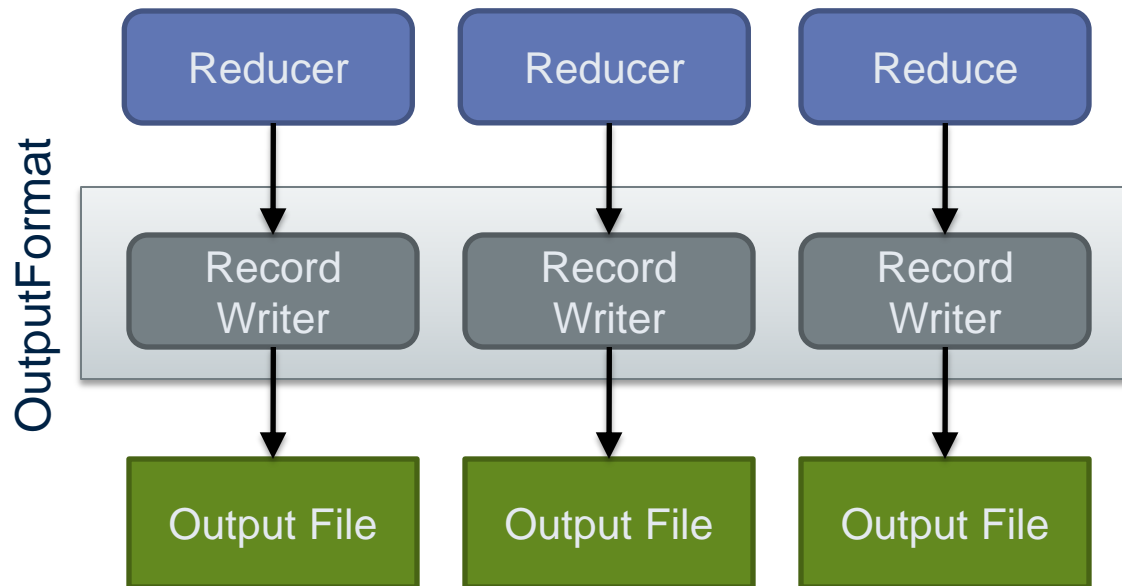 Reducer
Reducer
Reduce
OutputFormat
Record
Writer
Record
Writer
Record
Writer
Output File
Output File
Output File